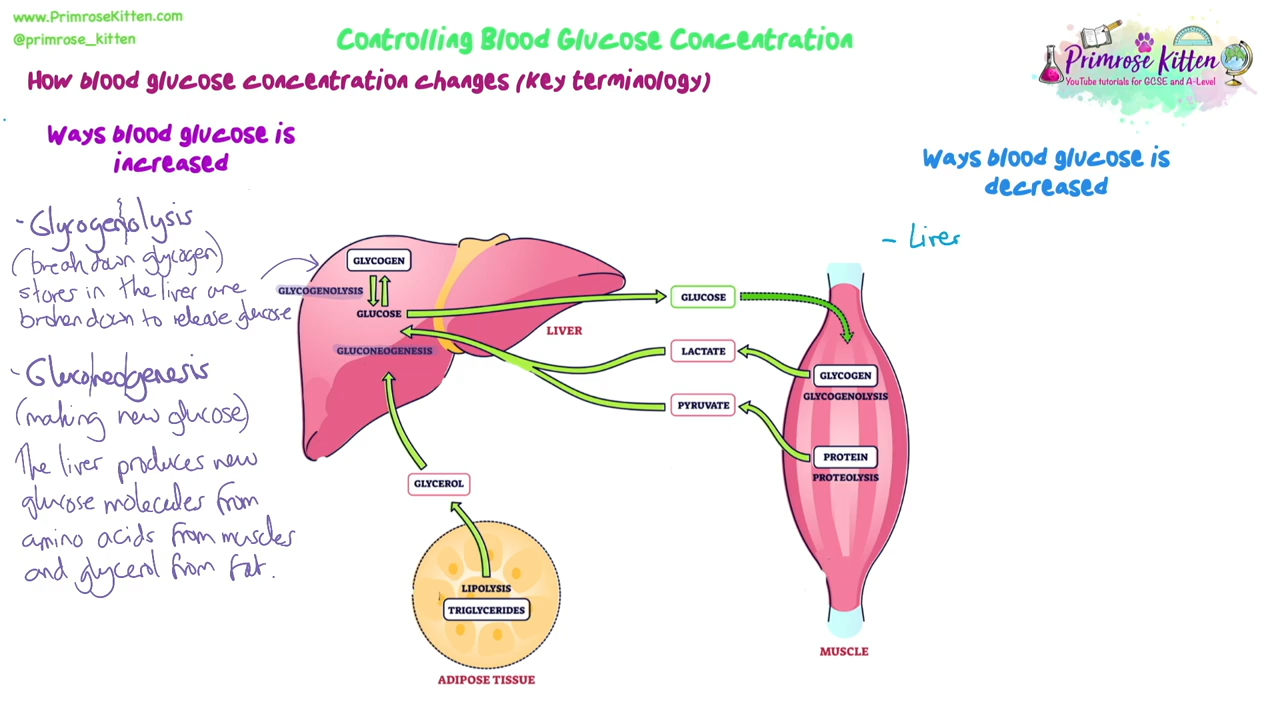 www.PrimroseKitten.com
@primrose_kitten
Controlling Blood Glucose Concentration
How blood glucose concentration changes (key terminology)
Primrose Kitten
YouTube tutorials for GCSE and A-Level
Ways blood glucose is
increased
- Glycogenolysis
(break down glycogen)
stores in the liver are
broken down to release glucose
- Gluconeogenesis
(making new glucose)
The liver produces new
glucose molecules from
amino acids from muscles
and glycerol from fat.
GLYCOGEN
GLYCOGENOLYSIS
GLUCOSE
GLUCONEOGENESIS
LIVER
GLYCEROL
LIPOLYSIS
TRIGLYCERIDES
ADIPOSE TISSUE
GLUCOSE
LACTATE
PYRUVATE
GLYCOGEN
GLYCOGENOLYSIS
PROTEIN
PROTEOLYSIS
MUSCLE
Ways blood glucose is
decreased
- Liver